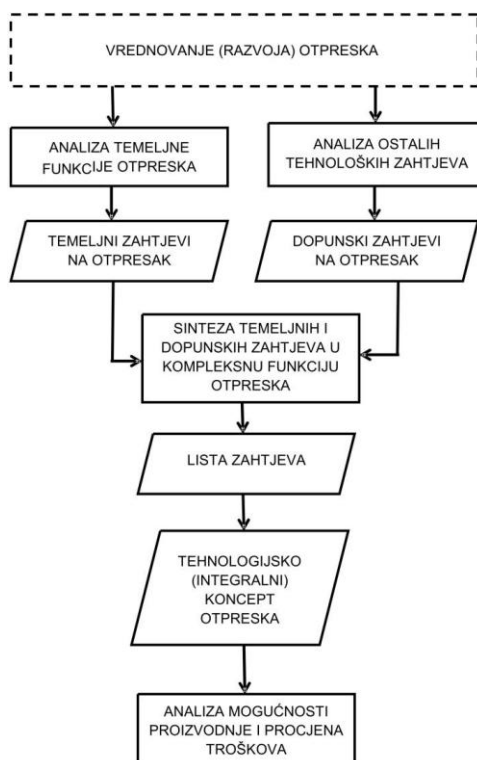 VREDNOVANJE (RAZVOJA) OTPRESKA
ANALIZA TEMELJNE
FUNKCIJE OTPRESKA
ANALIZA OSTALIH
TEHNOLOŠKIH ZAHTJEVA
TEMELJNI ZAHTJEVI
NA OTPRESAK
DOPUNSKI ZAHTJEVI
NA OTPRESAK
SINTEZA TEMELJNIH I
DOPUNSKIH ZAHTJEVA U
KOMPLEKSNU FUNKCIJU
OTPRESKA
LISTA ZAHTJEVA
TEHNOLOGIJSKO
(INTEGRALNI)
KONCEPT
OTPRESKA
ANALIZA MOGUĆNOSTI
PROIZVODNJE I PROCJENA
TROŠKOVA